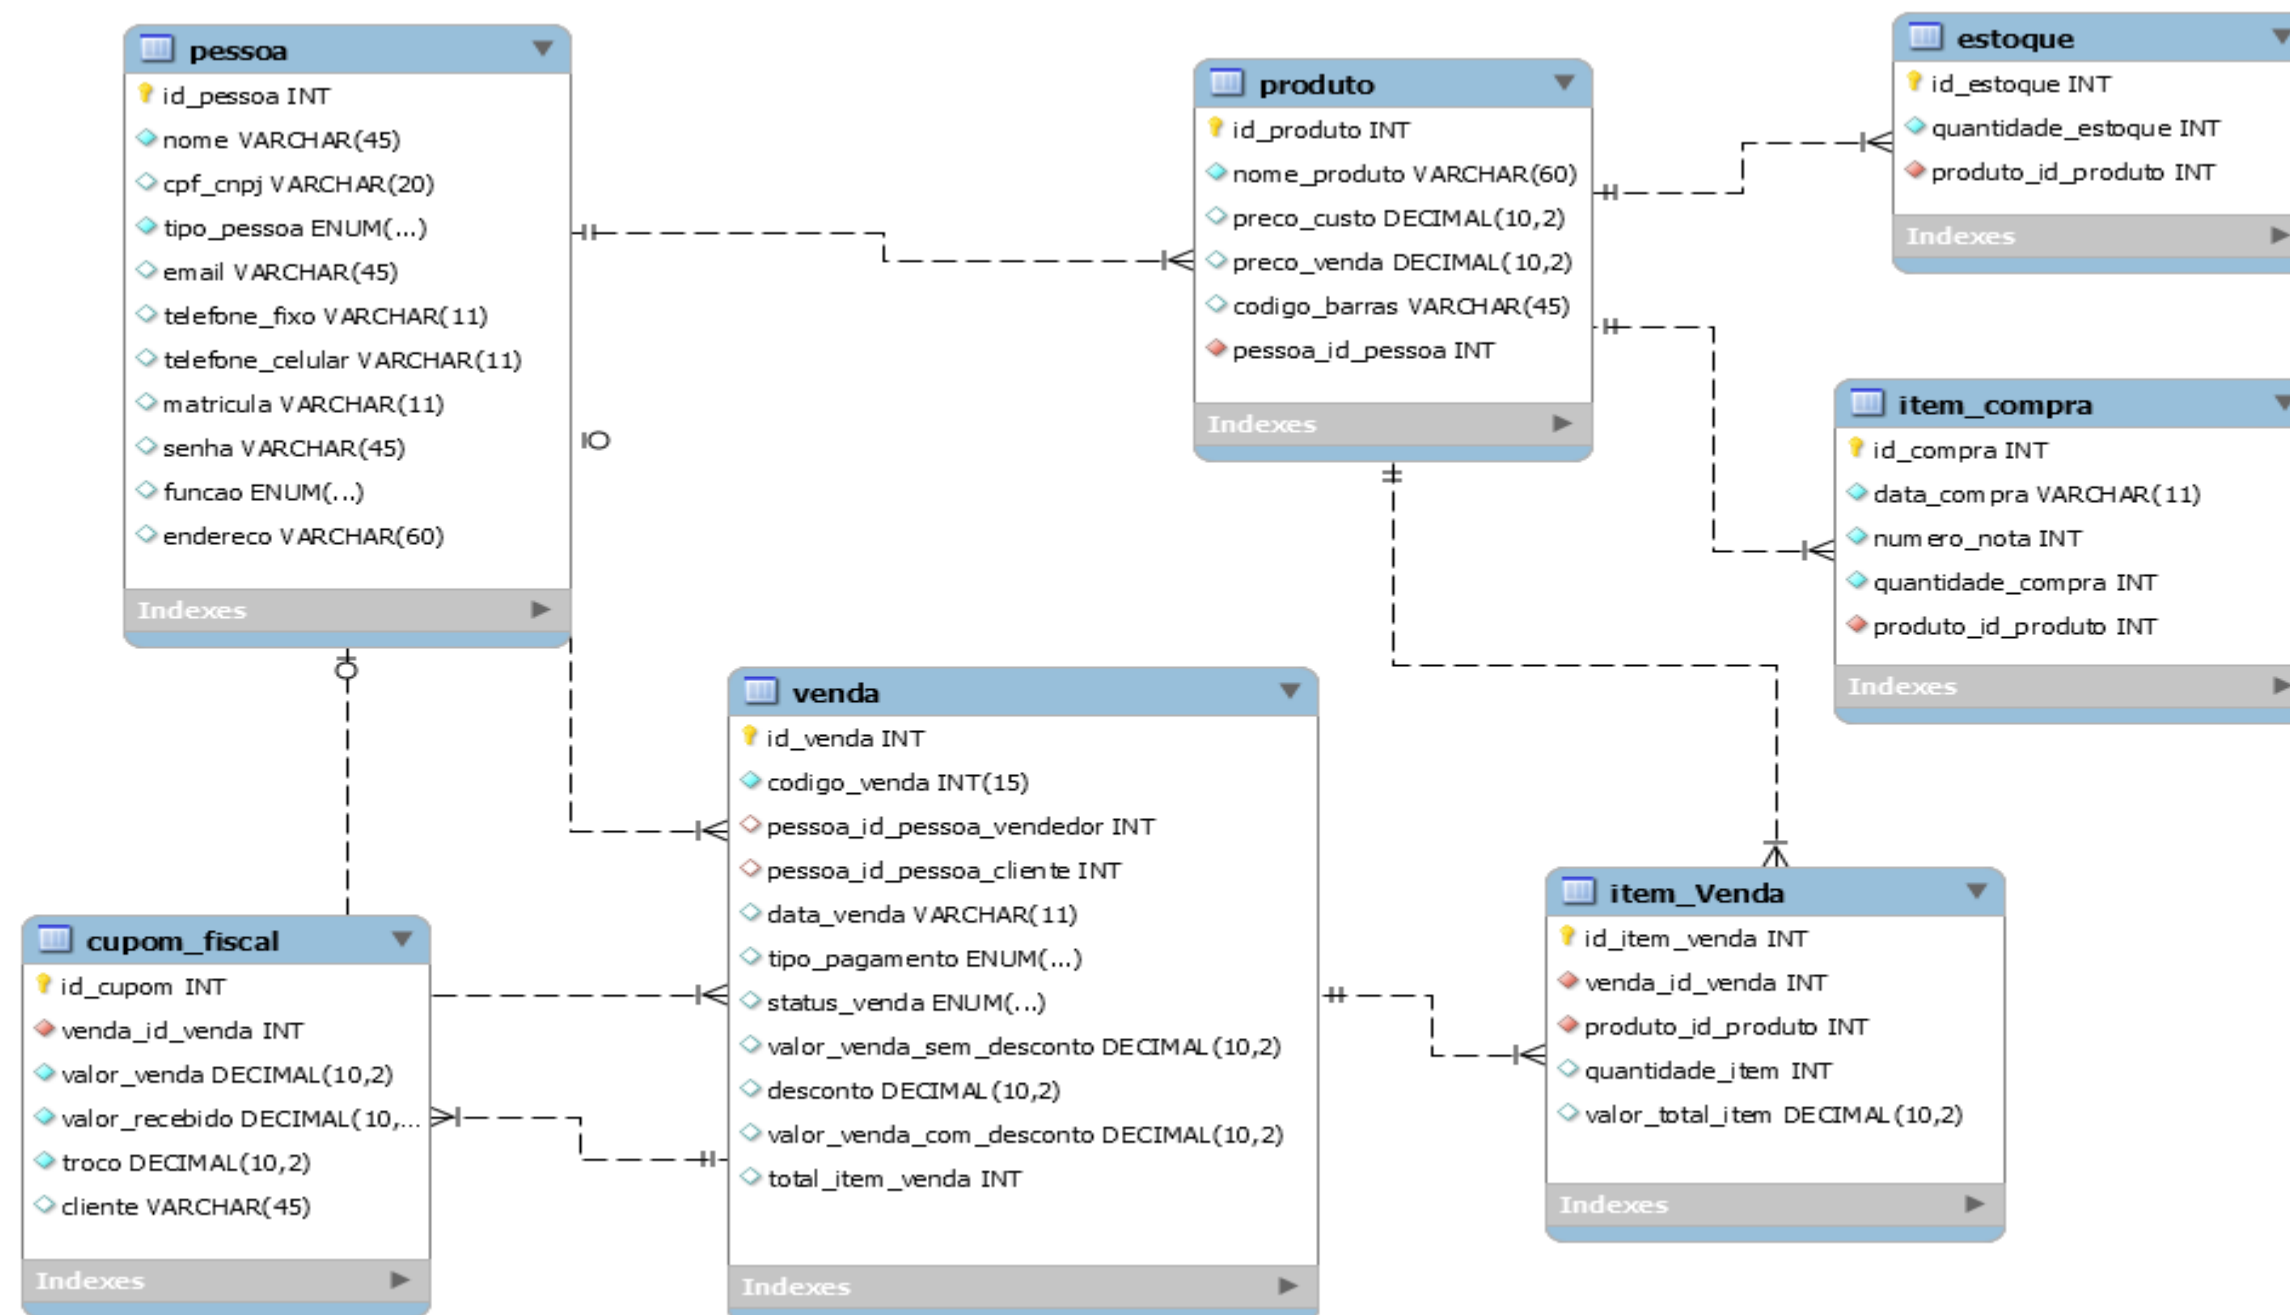 pessoa
id_pessoa INT
nome VARCHAR(45)
cpf_cnpj VARCHAR(20)
tipo_pessoa ENUM(...)
email VARCHAR(45)
telefone_fixo VARCHAR(11)
telefone_celular VARCHAR(11)
matricula VARCHAR(11)
senha VARCHAR(45)
funcao ENUM(...)
endereco VARCHAR(60)
Indexes
produto
id_produto INT
nome_produto VARCHAR(60)
preco_custo DECIMAL(10,2)
preco_venda DECIMAL(10,2)
codigo_barras VARCHAR(45)
pessoa_id_pessoa INT
Indexes
estoque
id_estoque INT
quantidade_estoque INT
produto_id_produto INT
Indexes
item_compra
id_compra INT
data_compra VARCHAR(11)
numero_nota INT
quantidade_compra INT
produto_id_produto INT
Indexes
cupom_fiscal
id_cupom INT
venda_id_venda INT
valor_venda DECIMAL(10,2)
valor_recebido DECIMAL(10,...
troco DECIMAL(10,2)
cliente VARCHAR(45)
Indexes
venda
id_venda INT
codigo_venda INT(15)
pessoa_id_pessoa_vendedor INT
pessoa_id_pessoa_cliente INT
data_venda VARCHAR(11)
tipo_pagamento ENUM(...)
status_venda ENUM(...)
valor_venda_sem_desconto DECIMAL(10,2)
desconto DECIMAL(10,2)
valor_venda_com_desconto DECIMAL(10,2)
total_item_venda INT
Indexes
item_Venda
id_item_venda INT
venda_id_venda INT
produto_id_produto INT
quantidade_item INT
valor_total_item DECIMAL(10,2)
Indexes